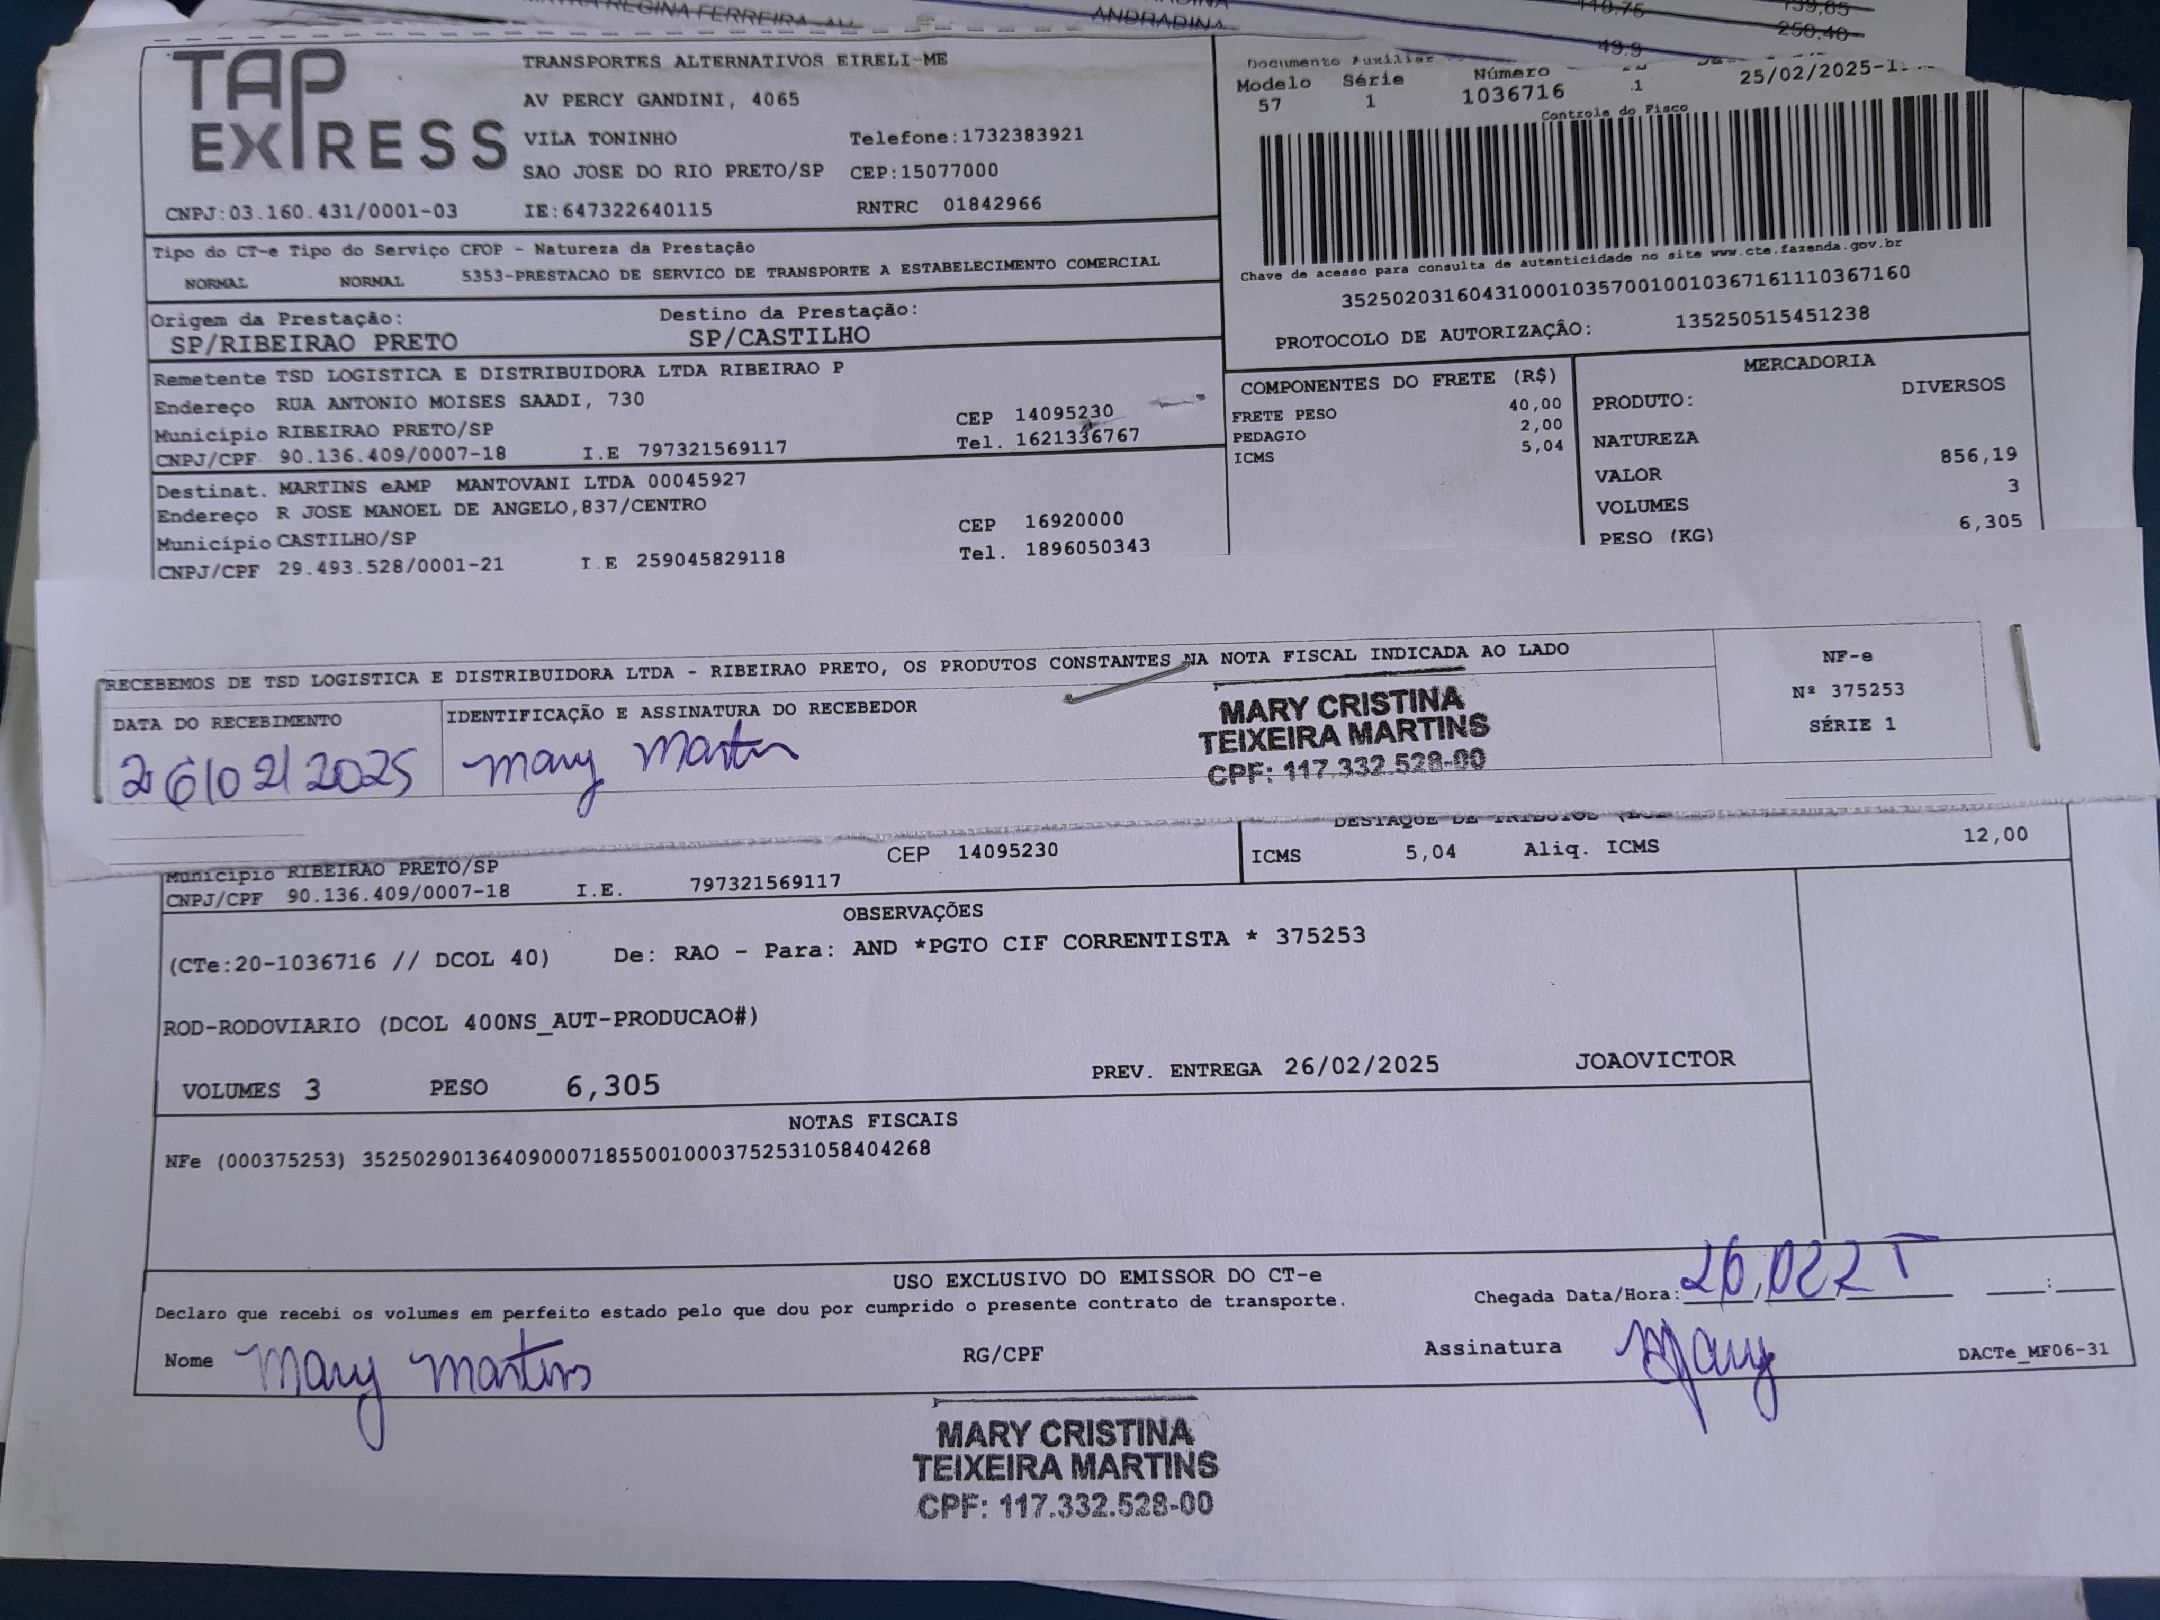 ANDRADINA
139,85
250,40
49,9
TAP
EXPRESS
TRANSPORTES ALTERNATIVOS EIRELI-ME
AV PERCY GANDINI, 4065
VILA TONINHO Telefone:1732383921
SAO JOSE DO RIO PRETO/SP CEP:15077000
CNPJ:03.160.431/0001-03 IE:647322640115 RNTRC 01842966
Documento Auxiliar
Modelo Série Número
57 1 1036716 1 25/02/2025
Controle do Fisco
Chave de acesso para consulta de autenticidade no site www.cte.fazenda.gov.br
35250203160431000103570010010367161110367160
PROTOCOLO DE AUTORIZAÇÃO: 135250515451238
Tipo do CT-e Tipo do Serviço CFOP - Natureza da Prestação
NORMAL NORMAL 5353-PRESTACAO DE SERVICO DE TRANSPORTE A ESTABELECIMENTO COMERCIAL
Origem da Prestação: Destino da Prestação:
SP/RIBEIRAO PRETO SP/CASTILHO
Remetente TSD LOGISTICA E DISTRIBUIDORA LTDA RIBEIRAO P
Endereço RUA ANTONIO MOISES SAADI, 730
Município RIBEIRAO PRETO/SP CEP 14095230
CNPJ/CPF 90.136.409/0007-18 I.E 797321569117 Tel. 1621336767
Destinat. MARTINS eAMP MANTOVANI LTDA 00045927
Endereço R JOSE MANOEL DE ANGELO,837/CENTRO
Município CASTILHO/SP CEP 16920000
CNPJ/CPF 29.493.528/0001-21 I.E 259045829118 Tel. 1896050343
COMPONENTES DO FRETE (R$)
FRETE PESO 40,00
PEDAGIO 2,00
ICMS 5,04
MERCADORIA
PRODUTO: DIVERSOS
NATUREZA
VALOR 856,19
VOLUMES 3
PESO (KG) 6,305
RECEBEMOS DE TSD LOGISTICA E DISTRIBUIDORA LTDA - RIBEIRAO PRETO, OS PRODUTOS CONSTANTES NA NOTA FISCAL INDICADA AO LADO
DATA DO RECEBIMENTO IDENTIFICAÇÃO E ASSINATURA DO RECEBEDOR
26/02/2025 Mary Martins
MARY CRISTINA
TEIXEIRA MARTINS
CPF: 117.332.528-00
NF-e
Nº 375253
SÉRIE 1
DESTAQUE DE TRIBUTOS
ICMS 5,04 Aliq. ICMS 12,00
Município RIBEIRAO PRETO/SP CEP 14095230
CNPJ/CPF 90.136.409/0007-18 I.E. 797321569117
OBSERVAÇÕES
(CTe:20-1036716 // DCOL 40) De: RAO - Para: AND *PGTO CIF CORRENTISTA * 375253
ROD-RODOVIARIO (DCOL 400NS_AUT-PRODUCAO#)
VOLUMES 3 PESO 6,305 PREV. ENTREGA 26/02/2025 JOAOVICTOR
NOTAS FISCAIS
NFe (000375253) 35250290136409000718550010003752531058404268
USO EXCLUSIVO DO EMISSOR DO CT-e
Declaro que recebi os volumes em perfeito estado pelo que dou por cumprido o presente contrato de transporte.
Chegada Data/Hora:
Nome Mary Martins RG/CPF Assinatura Mary DACTe_MF06-31
MARY CRISTINA
TEIXEIRA MARTINS
CPF: 117.332.528-00